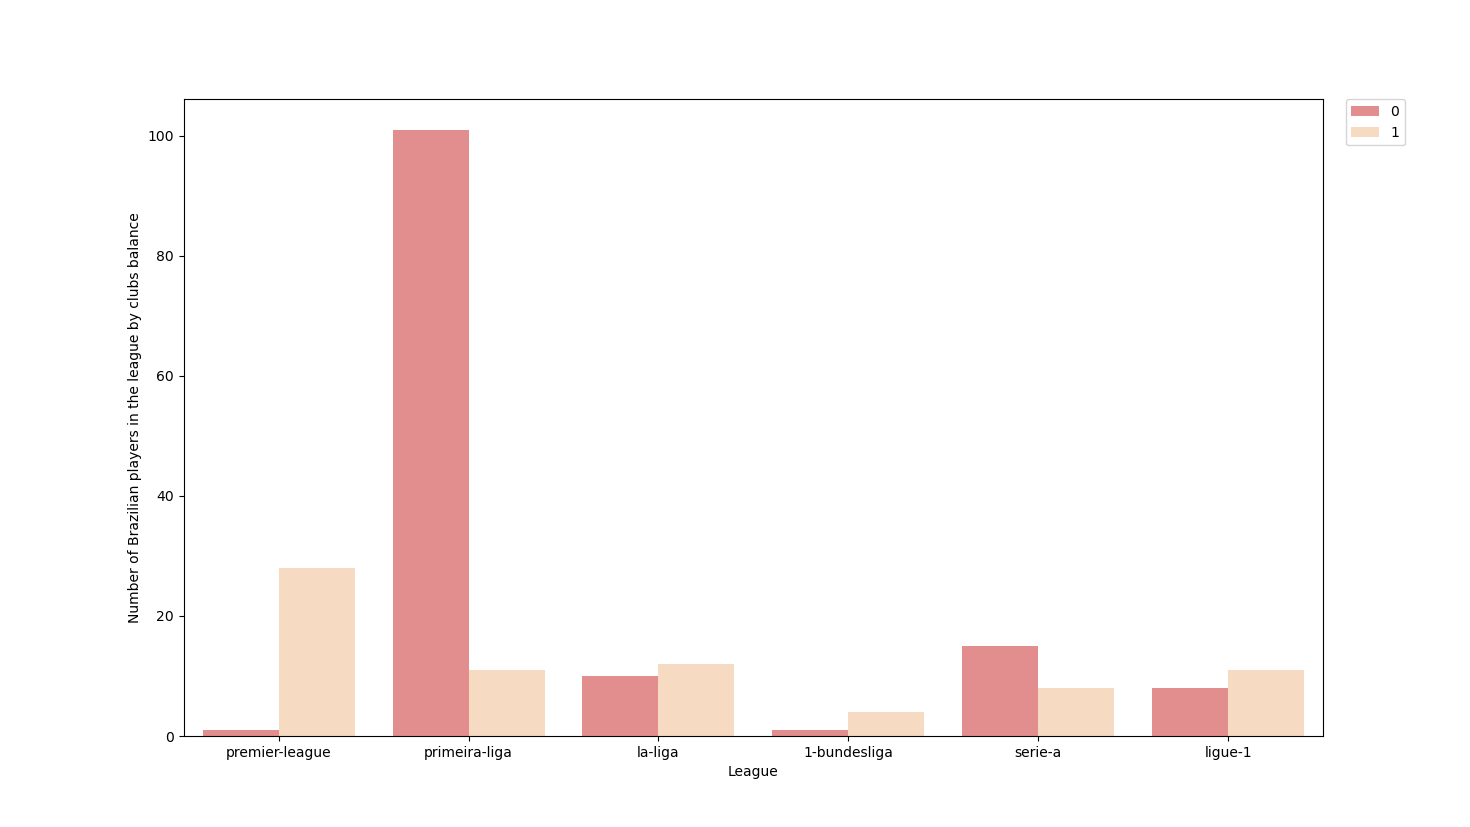 0
1
100
80
60
40
20
0
Number of Brazilian players in the league by clubs balance
premier-league
primeira-liga
la-liga
1-bundesliga
serie-a
ligue-1
League